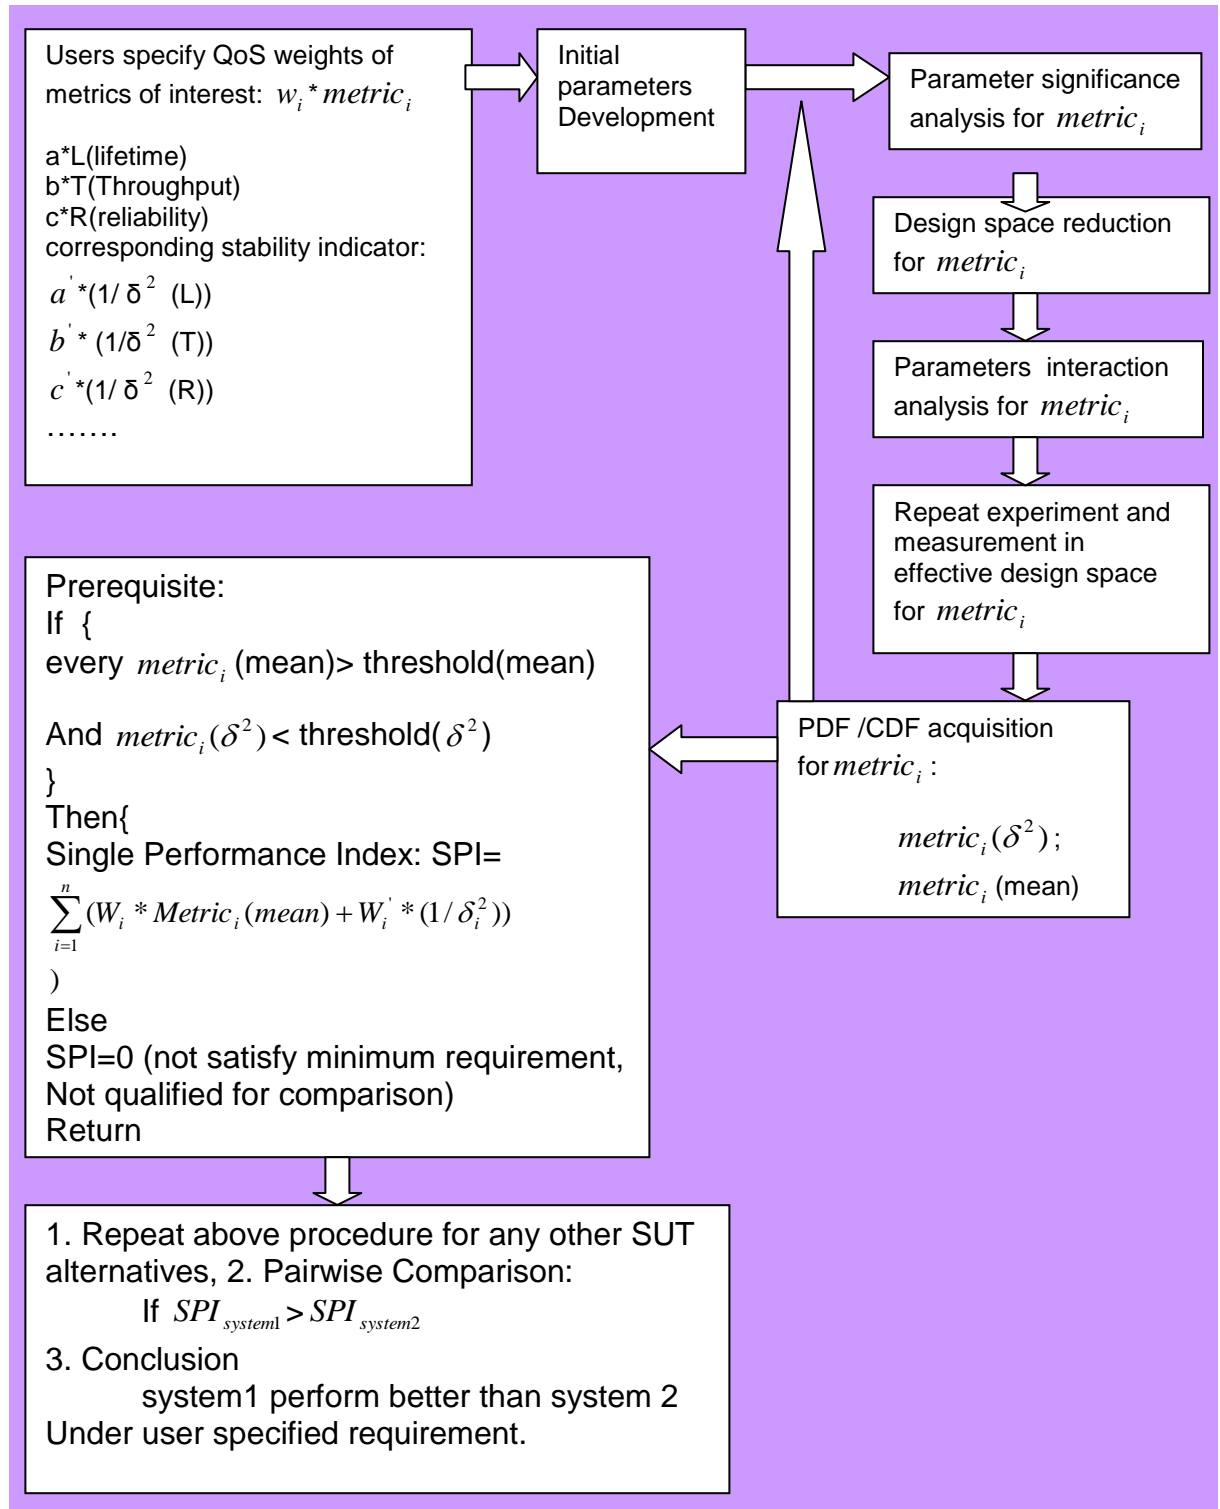 Users specify QoS weights of
metrics of interest: w_i * metric_i
a*L(lifetime)
b*T(Throughput)
c*R(reliability)
corresponding stability indicator:
a' *(1/ δ² (L))
b' * (1/δ² (T))
c' *(1/ δ² (R))
…….
Initial
parameters
Development
Parameter significance
analysis for metric_i
Design space reduction
for metric_i
Parameters interaction
analysis for metric_i
Repeat experiment and
measurement in
effective design space
for metric_i
PDF /CDF acquisition
for metric_i :
metric_i(δ²) ;
metric_i (mean)
Prerequisite:
If {
every metric_i (mean)> threshold(mean)
And metric_i(δ²) < threshold( δ²)
}
Then{
Single Performance Index: SPI=
∑_{i=1}^{n} (W_i * Metric_i(mean) + W_i' * (1/δ_i²))
)
Else
SPI=0 (not satisfy minimum requirement,
Not qualified for comparison)
Return
1. Repeat above procedure for any other SUT
alternatives, 2. Pairwise Comparison:
If SPI_system1 > SPI_system2
3. Conclusion
system1 perform better than system 2
Under user specified requirement.